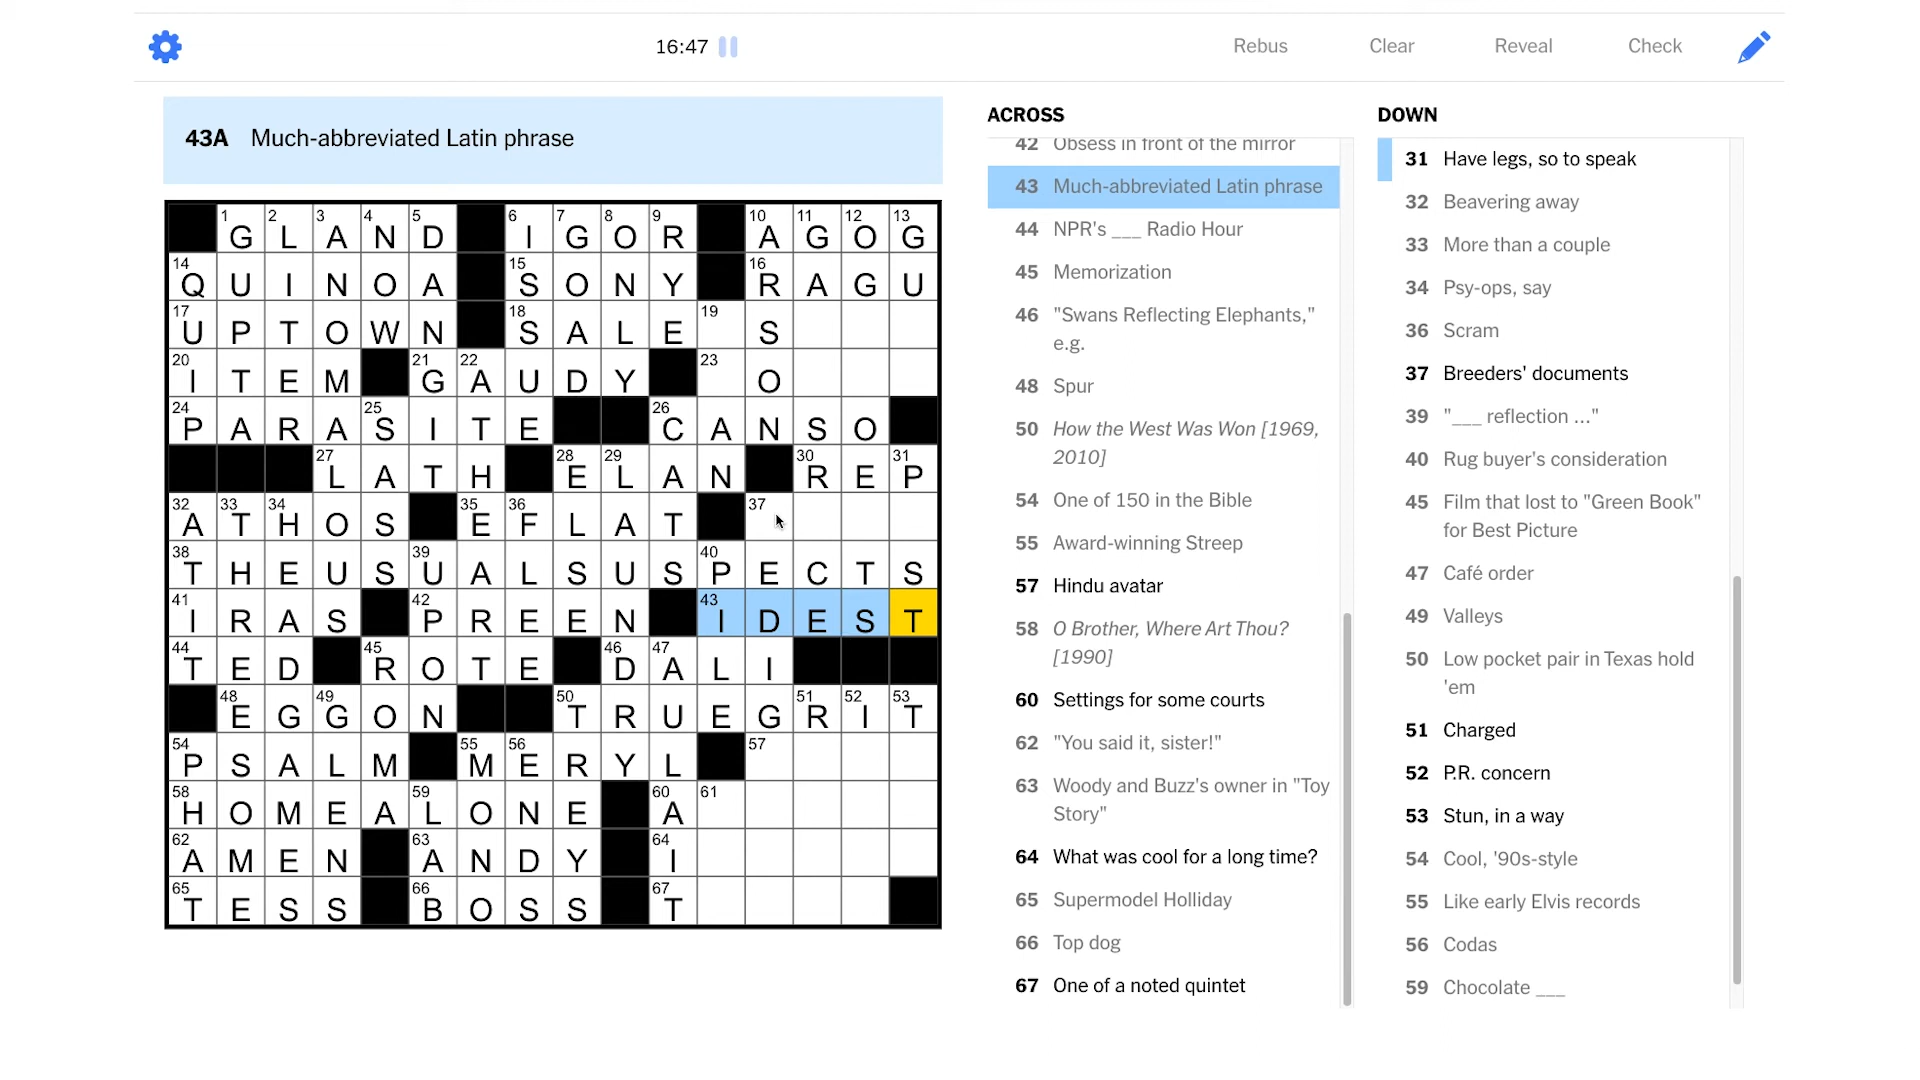 16:47
Rebus
Clear
Reveal
Check
43A Much-abbreviated Latin phrase
1 2 3 4 5 6 7 8 9 10 11 12 13
G L A N D I G O R A G O G
14 15 16
Q U I N O A S O N Y R A G U
17 18 19
U P T O W N S A L E S
20 21 22 23
I T E M G A U D Y O
24 25 26
P A R A S I T E C A N S O
27 28 29 30 31
L A T H E L A N R E P
32 33 34 35 36 37
A T H O S E F L A T
38 39 40
T H E U S U A L S U S P E C T S
41 42 43
I R A S P R E E N I D E S T
44 45 46 47
T E D R O T E D A L I
48 49 50 51 52 53
E G G O N T R U E G R I T
54 55 56 57
P S A L M M E R Y L
58 59 60 61
H O M E A L O N E A
62 63 64
A M E N A N D Y I
65 66 67
T E S S B O S S T
ACROSS
42 Obsess in front of the mirror
43 Much-abbreviated Latin phrase
44 NPR's ___ Radio Hour
45 Memorization
46 "Swans Reflecting Elephants,"
e.g.
48 Spur
50 How the West Was Won [1969,
2010]
54 One of 150 in the Bible
55 Award-winning Streep
57 Hindu avatar
58 O Brother, Where Art Thou?
[1990]
60 Settings for some courts
62 "You said it, sister!"
63 Woody and Buzz's owner in "Toy
Story"
64 What was cool for a long time?
65 Supermodel Holliday
66 Top dog
67 One of a noted quintet
DOWN
31 Have legs, so to speak
32 Beavering away
33 More than a couple
34 Psy-ops, say
36 Scram
37 Breeders' documents
39 "___ reflection ..."
40 Rug buyer's consideration
45 Film that lost to "Green Book"
for Best Picture
47 Café order
49 Valleys
50 Low pocket pair in Texas hold
'em
51 Charged
52 P.R. concern
53 Stun, in a way
54 Cool, '90s-style
55 Like early Elvis records
56 Codas
59 Chocolate ___